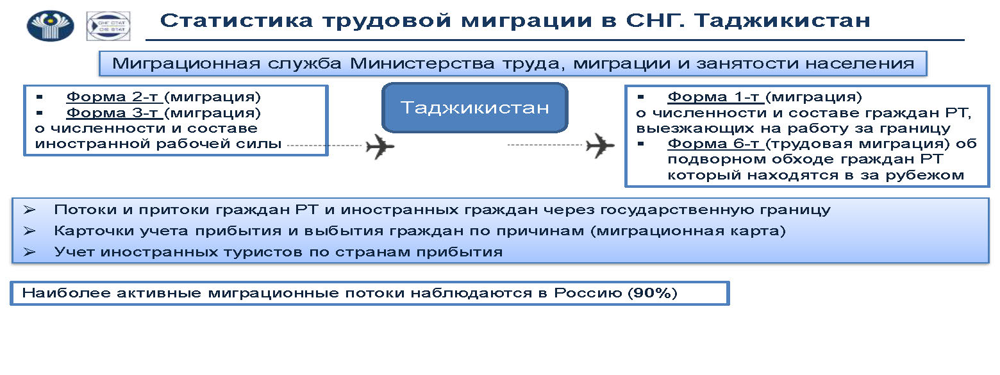 СНГ СТАТ
CIS STAT
Статистика трудовой миграции в СНГ. Таджикистан
Миграционная служба Министерства труда, миграции и занятости населения
Форма 2-т (миграция)
Форма 3-т (миграция)
о численности и составе
иностранной рабочей силы
Таджикистан
Форма 1-т (миграция)
о численности и составе граждан РТ,
выезжающих на работу за границу
Форма 6-т (трудовая миграция) об
подворном обходе граждан РТ
который находятся в за рубежом
Потоки и притоки граждан РТ и иностранных граждан через государственную границу
Карточки учета прибытия и выбытия граждан по причинам (миграционная карта)
Учет иностранных туристов по странам прибытия
Наиболее активные миграционные потоки наблюдаются в Россию (90%)